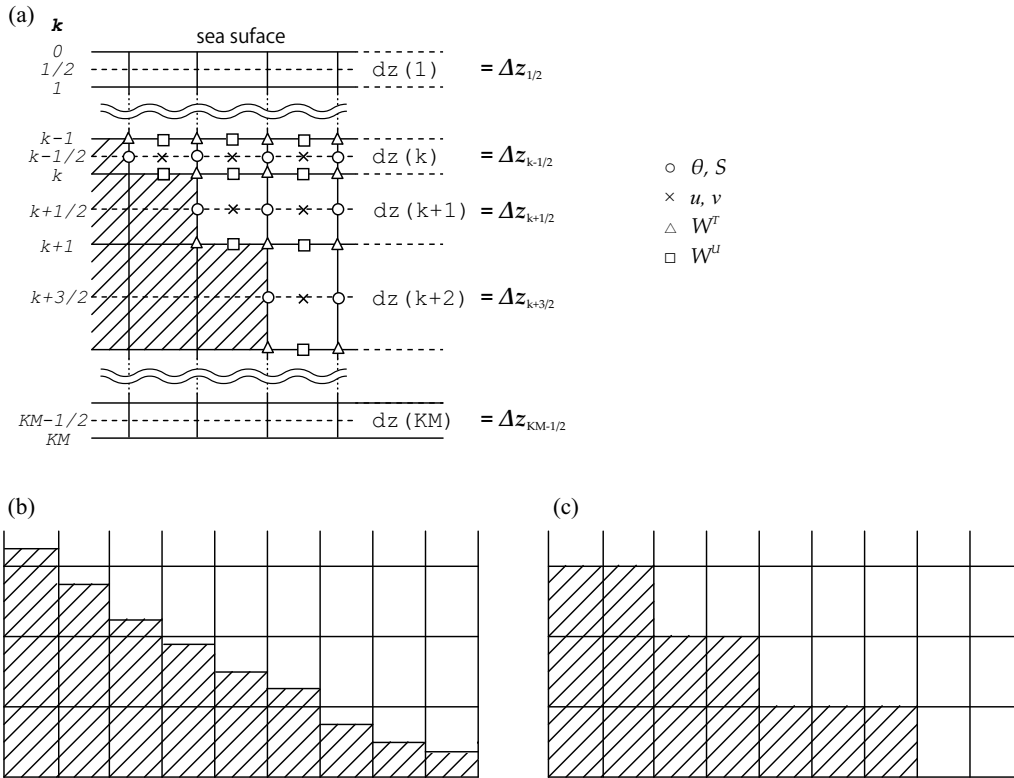 (a)
k
sea suface
0
1/2 dz(1) = Δz1/2
1
k-1
k-1/2 dz(k) = Δzk-1/2
k
k+1/2 dz(k+1) = Δzk+1/2
k+1
k+3/2 dz(k+2) = Δzk+3/2
KM-1/2 dz(KM) = ΔzKM-1/2
KM
θ, S
u, v
W^T
W^U
(b)
(c)